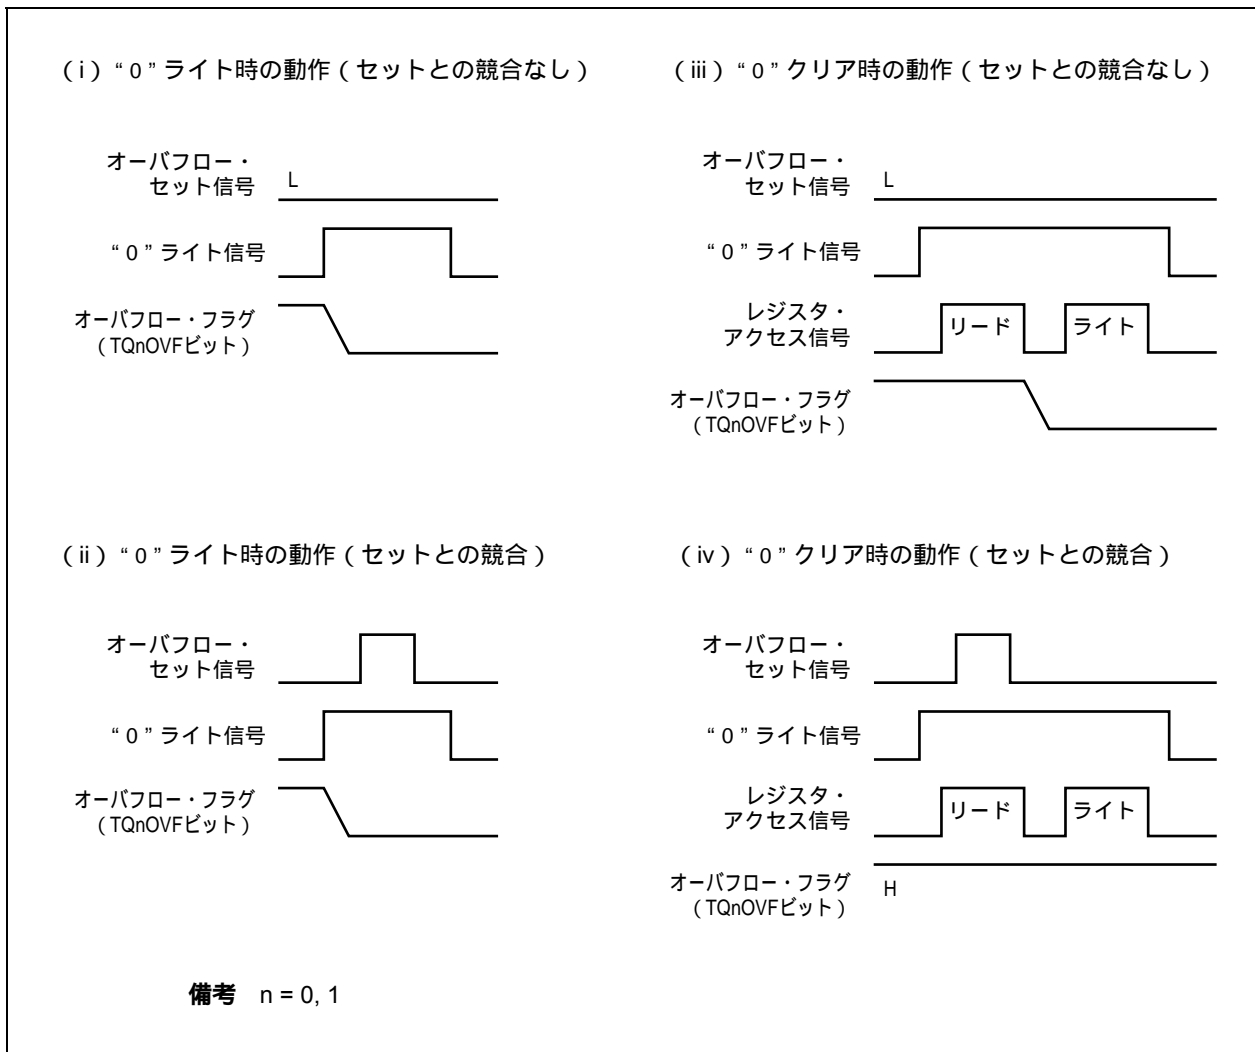 （i）“0”ライト時の動作（セットとの競合なし）
オーバフロー・
セット信号
L
“0”ライト信号
オーバフロー・フラグ
（TQnOVFビット）
（iii）“0”クリア時の動作（セットとの競合なし）
オーバフロー・
セット信号
L
“0”ライト信号
レジスタ・
アクセス信号
リード
ライト
オーバフロー・フラグ
（TQnOVFビット）
（ii）“0”ライト時の動作（セットとの競合）
オーバフロー・
セット信号
“0”ライト信号
オーバフロー・フラグ
（TQnOVFビット）
（iv）“0”クリア時の動作（セットとの競合）
オーバフロー・
セット信号
“0”ライト信号
レジスタ・
アクセス信号
リード
ライト
オーバフロー・フラグ
（TQnOVFビット）
H
備考 n = 0, 1